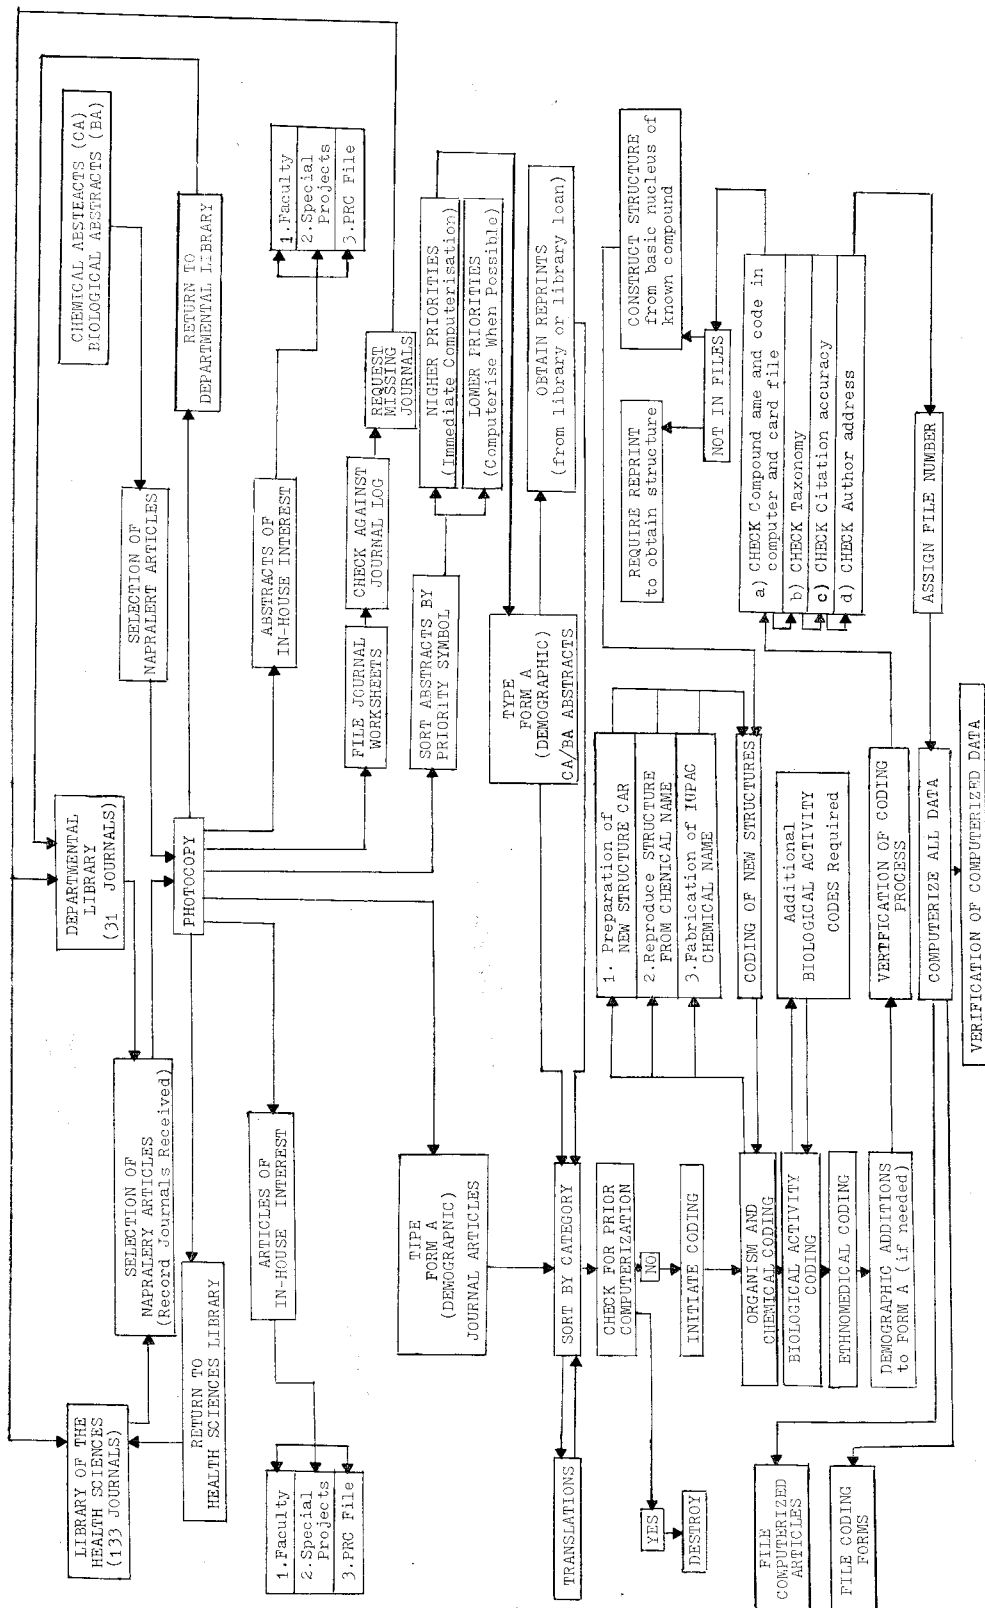 LIBRARY OF THE
HEALTH SCIENCES
(133 JOURNALS)
DEPARTMENTAL
LIBRARY
(31 JOURNALS)
CHEMICAL ABSTEACTS (CA)
BIOLOGICAL ABSTRACTS (BA)
SELECTION OF
NAPRALERY ARTICLES
(Record Journals Received)
SELECTION OF
NAPRALERT ARTICLES
RETURN TO
HEALTH SCIENCES LIBRARY
PHOTOCOPY
RETURN TO
DEPARTMENTAL LIBRARY
ARTICLES OF
IN-HOUSE INTEREST
ABSTRACTS OF
IN-HOUSE INTEREST
1.Faculty
2.Special
Projects
3.PRC File
1.Faculty
2.Special
Projects
3.PRC File
FILE JOURNAL
WORKSHEETS
CHECK AGAINST
JOURNAL LOG
REQUEST
MISSING
JOURNALS
SORT ABSTRACTS BY
PRIORITY SYMBOL
NIGHER PRIORITIES
(Immediate Computerisation)
LOMER PRIORITIES
(Computerise When Possible)
TIPE
FORM A
(DEMOGRAPNIC)
JOURNAL ARTICLES
TYPE
FORM A
(DEMOGRAPHIC)
CA/BA ABSTRACTS
OBTAIN REPRINTS
(from library or library loan)
TRANSLATIONS
SORT BY CATEGORY
CHECK FOR PRIOR
COMPUTERIZATION
YES
NO
DESTROY
INITIATE CODING
1. Preparation of
NEW STRUCTURE CAR
2.Reproduce STRUCTURE
FROM CHENICAL NAME
3.Fabrication of IUPAC
CHEMICAL NAME
REQUIRE REPRINT
to obtain structure
CONSTRUCT STRUCTURE
from basic nucleus of
known compound
NOT IN FILES
ORGANISM AND
CHEMICAL CODING
CODING OF NEW STRUCTURES
a) CHECK Compound ame and code in
computer and card file
b) CHECK Taxonomy
c) CHECK Citation accuracy
d) CHECK Author address
BIOLOGICAL ACTIVITY
CODING
Additional
BIOLOGICAL ACTIVITY
CODES Required
ETHNOMEDICAL CODING
DEMOGRAPHIC ADDITIONS
to FORM A (if needed)
VERTFICATION OF CODING
PROCESS
FILE
COMPUTERIZED
ARTICLES
COMPUTERIZE ALL DATA
ASSIGN FILE NUMBER
FILE CODING
FORMS
VERIFICATION OF COMPUTERIZED DATA